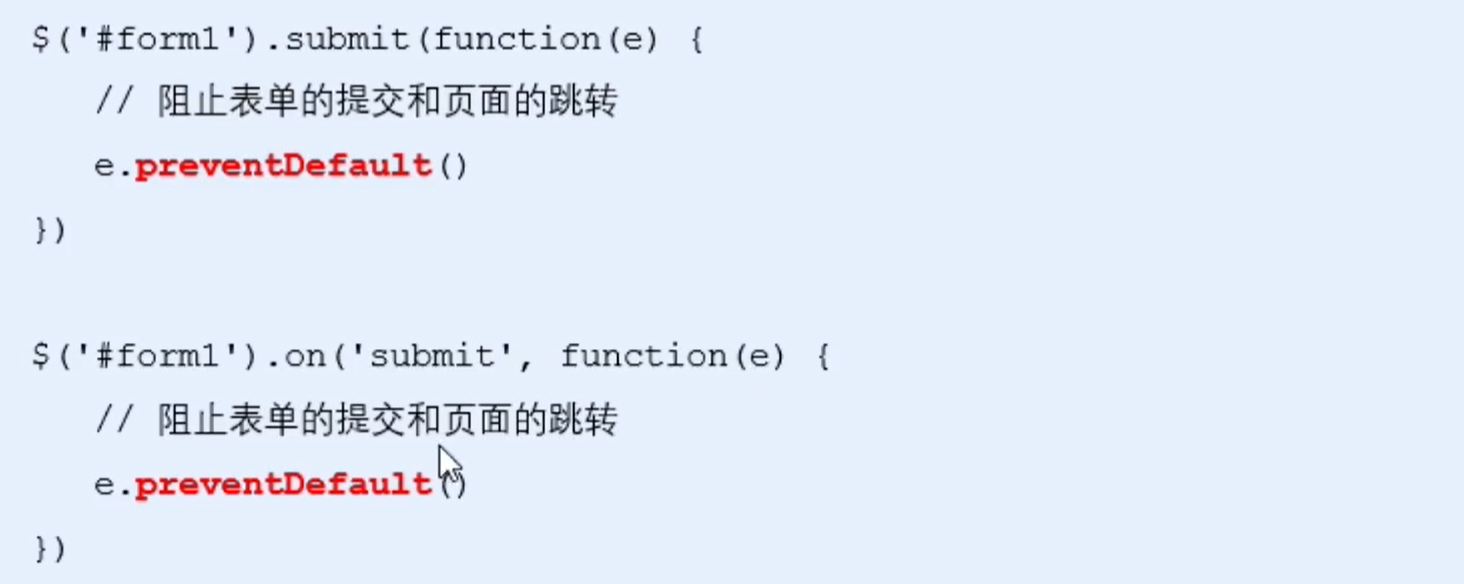 $('#form1').submit(function(e) {
// 阻止表单的提交和页面的跳转
e.preventDefault()
})
$('#form1').on('submit', function(e) {
// 阻止表单的提交和页面的跳转
e.preventDefault()
})